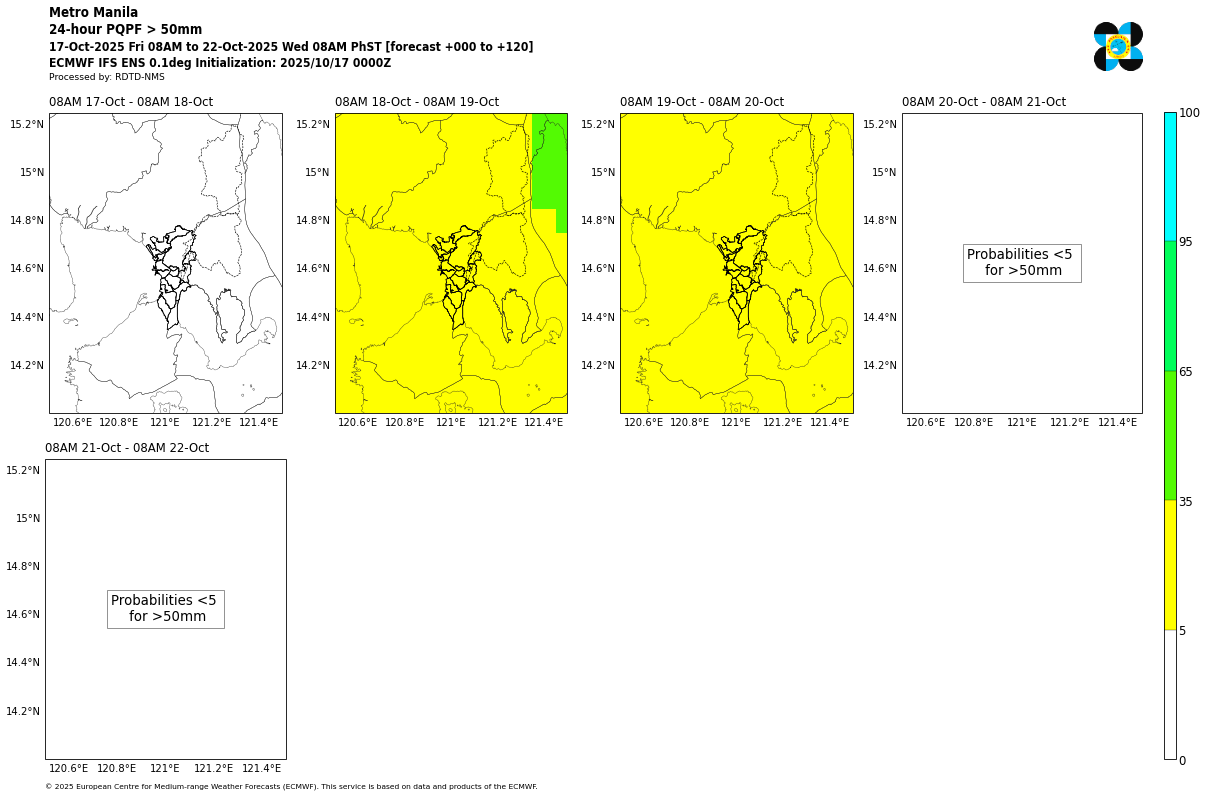 Metro Manila
24-hour PQPF > 50mm
17-Oct-2025 Fri 08AM to 22-Oct-2025 Wed 08AM PhST [forecast +000 to +120]
ECMWF IFS ENS 0.1deg Initialization: 2025/10/17 0000Z
Processed by: RDTD-NMS
08AM 17-Oct - 08AM 18-Oct
15.2°N
15°N
14.8°N
14.6°N
14.4°N
14.2°N
120.6°E 120.8°E 121°E 121.2°E 121.4°E
08AM 18-Oct - 08AM 19-Oct
15.2°N
15°N
14.8°N
14.6°N
14.4°N
14.2°N
120.6°E 120.8°E 121°E 121.2°E 121.4°E
08AM 19-Oct - 08AM 20-Oct
15.2°N
15°N
14.8°N
14.6°N
14.4°N
14.2°N
120.6°E 120.8°E 121°E 121.2°E 121.4°E
08AM 20-Oct - 08AM 21-Oct
15.2°N
15°N
14.8°N
14.6°N
14.4°N
14.2°N
Probabilities <5
for >50mm
120.6°E 120.8°E 121°E 121.2°E 121.4°E
100
95
65
35
5
0
08AM 21-Oct - 08AM 22-Oct
15.2°N
15°N
14.8°N
14.6°N
14.4°N
14.2°N
Probabilities <5
for >50mm
120.6°E 120.8°E 121°E 121.2°E 121.4°E
© 2025 European Centre for Medium-range Weather Forecasts (ECMWF). This service is based on data and products of the ECMWF.